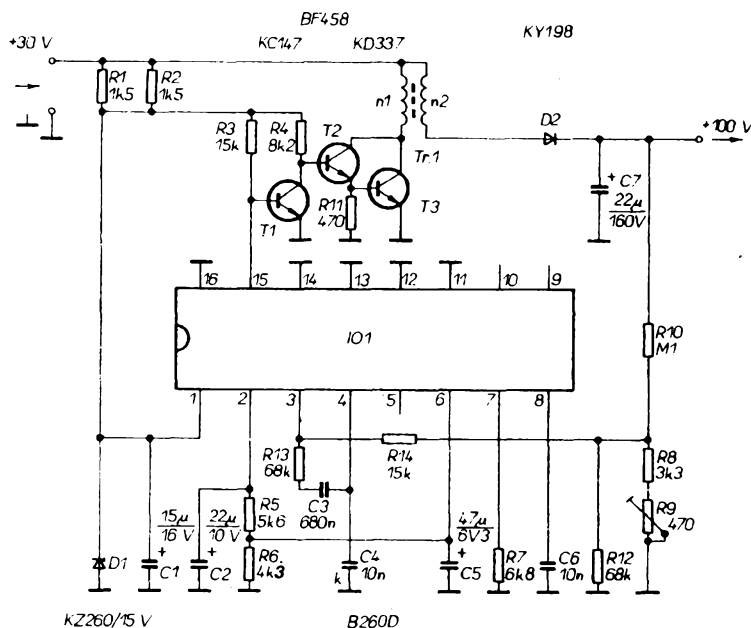 BF458
KC147 KD337 KY198
+30 V
R1
1k5
R2
1k5
R3
15k
R4
8k2
T2
n1
n2
Tr.1
D2
+100 V
+ C7
22µ
160V
R11
470
T1
T3
16 15 14 13 12 11 10 9
IO1
R10
M1
1 2 3 4 5 6 7 8
R13
68k
R14
15k
R8
3k3
C3
680n
R9
470
15µ
16 V
22µ
10 V
R5
5k6
47µ
6V3
D1
+
C1
+
C2
R6
4k3
k
C4
10n
+
C5
R7
6k8
C6
10n
R12
68k
KZ260/15 V
B260D